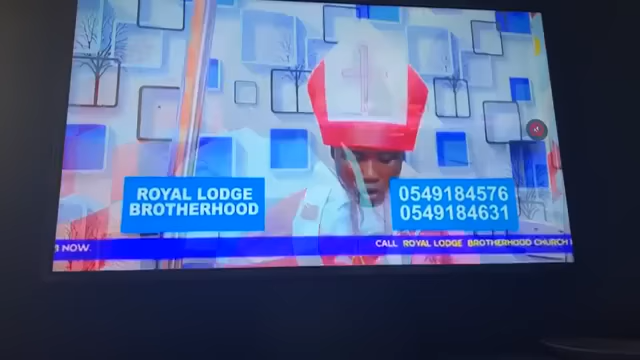 ROYAL LODGE
BROTHERHOOD
0549184576
0549184631
NOW.
CALL ROYAL LODGE BROTHERHOOD CHURCH